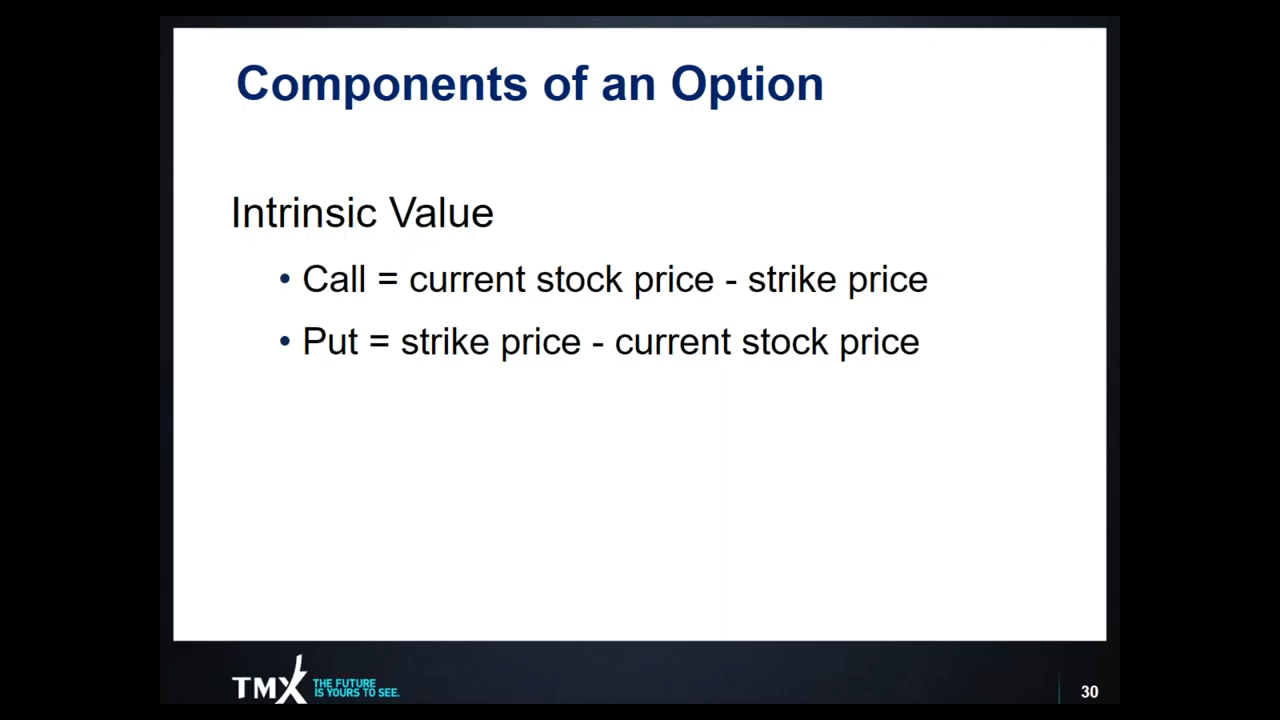 Components of an Option
Intrinsic Value
• Call = current stock price - strike price
• Put = strike price - current stock price
TMX
THE FUTURE
IS YOURS TO SEE.
30